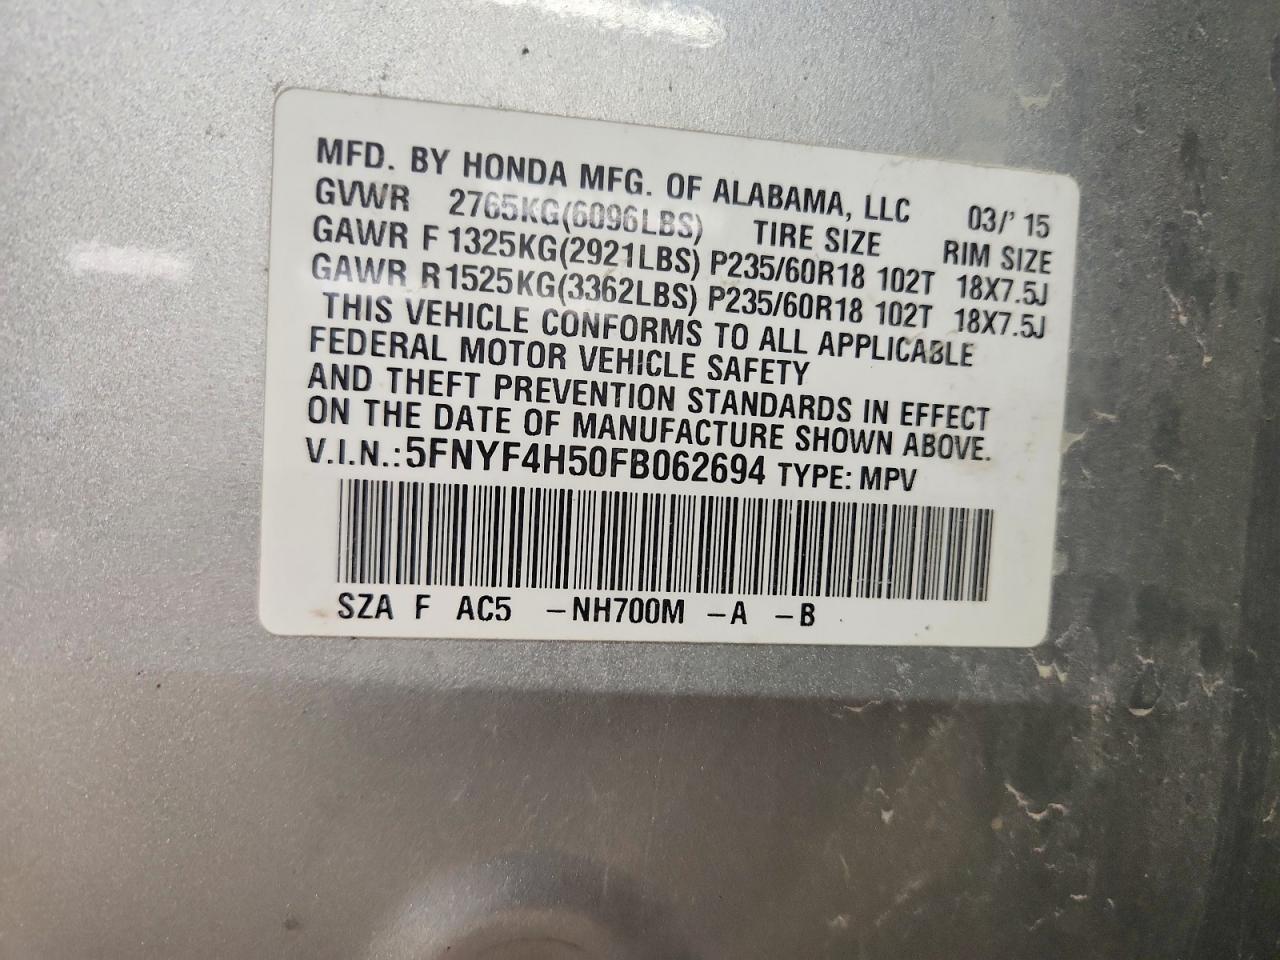 MFD. BY HONDA MFG. OF ALABAMA, LLC 03/' 15
GVWR 2765KG(6096LBS) TIRE SIZE RIM SIZE
GAWR F 1325KG(2921LBS) P235/60R18 102T 18X7.5J
GAWR R 1525KG(3362LBS) P235/60R18 102T 18X7.5J
THIS VEHICLE CONFORMS TO ALL APPLICABLE
FEDERAL MOTOR VEHICLE SAFETY
AND THEFT PREVENTION STANDARDS IN EFFECT
ON THE DATE OF MANUFACTURE SHOWN ABOVE.
V.I.N.: 5FNYF4H50FB062694 TYPE: MPV
SZA F AC5 -NH700M -A -B